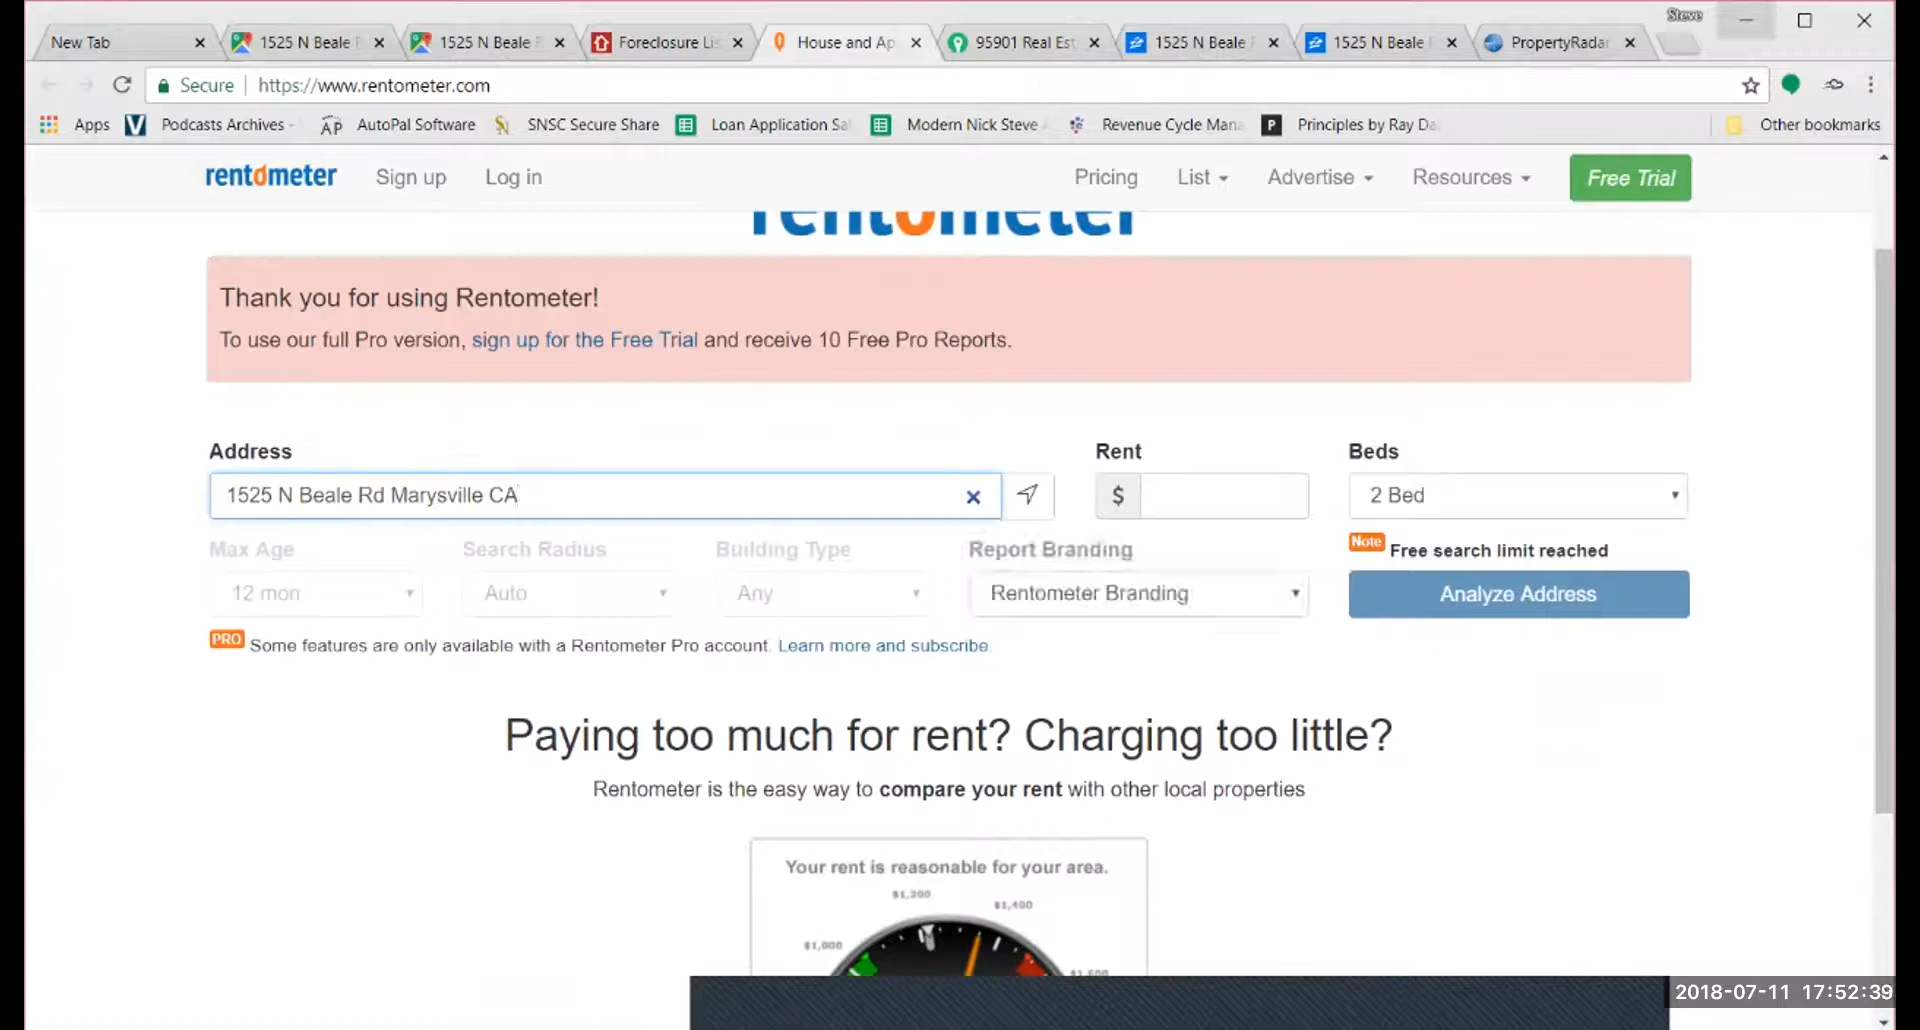 Steve
New Tab
1525 N Beale
1525 N Beale
Foreclosure Lis
House and Ap
95901 Real Est
1525 N Beale
1525 N Beale
PropertyRadar
Secure https://www.rentometer.com
Apps Podcasts Archives - AutoPal Software SNSC Secure Share Loan Application Sa Modern Nick Steve Revenue Cycle Mana Principles by Ray Da Other bookmarks
rentometer Sign up Log in Pricing List Advertise Resources Free Trial
rentometer
Thank you for using Rentometer!
To use our full Pro version, sign up for the Free Trial and receive 10 Free Pro Reports.
Address Rent Beds
1525 N Beale Rd Marysville CA $ 2 Bed
Max Age Search Radius Building Type Report Branding Note Free search limit reached
12 mon Auto Any Rentometer Branding Analyze Address
PRO Some features are only available with a Rentometer Pro account. Learn more and subscribe.
Paying too much for rent? Charging too little?
Rentometer is the easy way to compare your rent with other local properties
Your rent is reasonable for your area.
$1,200
$1,400
$1,000
$1,600
2018-07-11 17:52:39